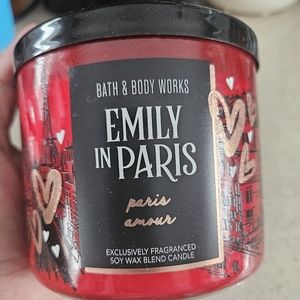 BATH & BODY WORKS
EMILY
IN PARIS
paris
amour
EXCLUSIVELY FRAGRANCED
SOY WAX BLEND CANDLE